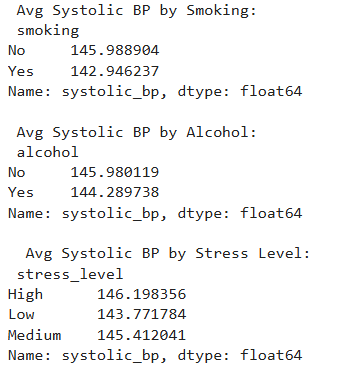 Avg Systolic BP by Smoking:
smoking
No     145.988904
Yes    142.946237
Name: systolic_bp, dtype: float64
Avg Systolic BP by Alcohol:
alcohol
No     145.980119
Yes    144.289738
Name: systolic_bp, dtype: float64
Avg Systolic BP by Stress Level:
stress_level
High      146.198356
Low       143.771784
Medium    145.412041
Name: systolic_bp, dtype: float64